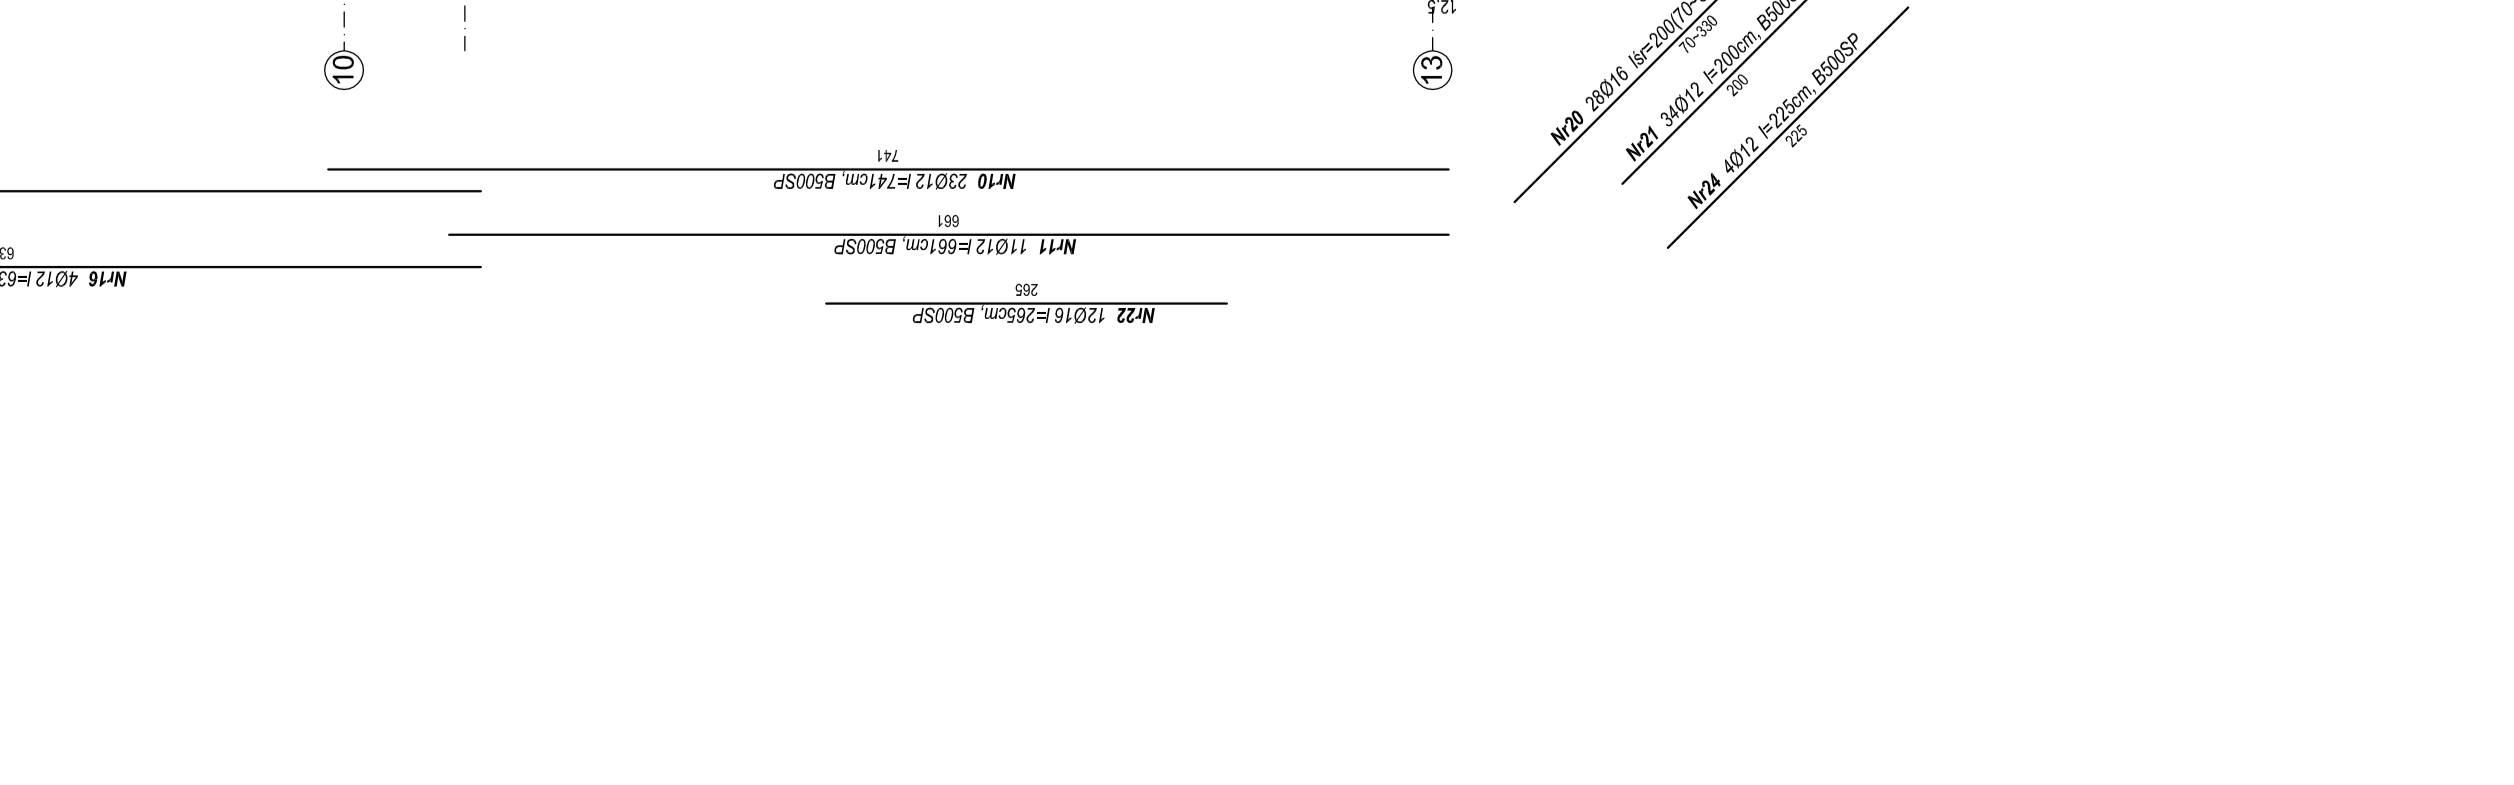 12,5
10
13
Nr20 28Ø16 lśr=200(70~
70~330
Nr21 34Ø12 l=200cm, B500
200
Nr24 4Ø12 l=225cm, B500SP
225
741
Nr10 23Ø12 l=741cm, B500SP
661
Nr11 11Ø12 l=661cm, B500SP
63
Nr16 4Ø12 l=63
265
Nr22 12Ø16 l=265cm, B500SP